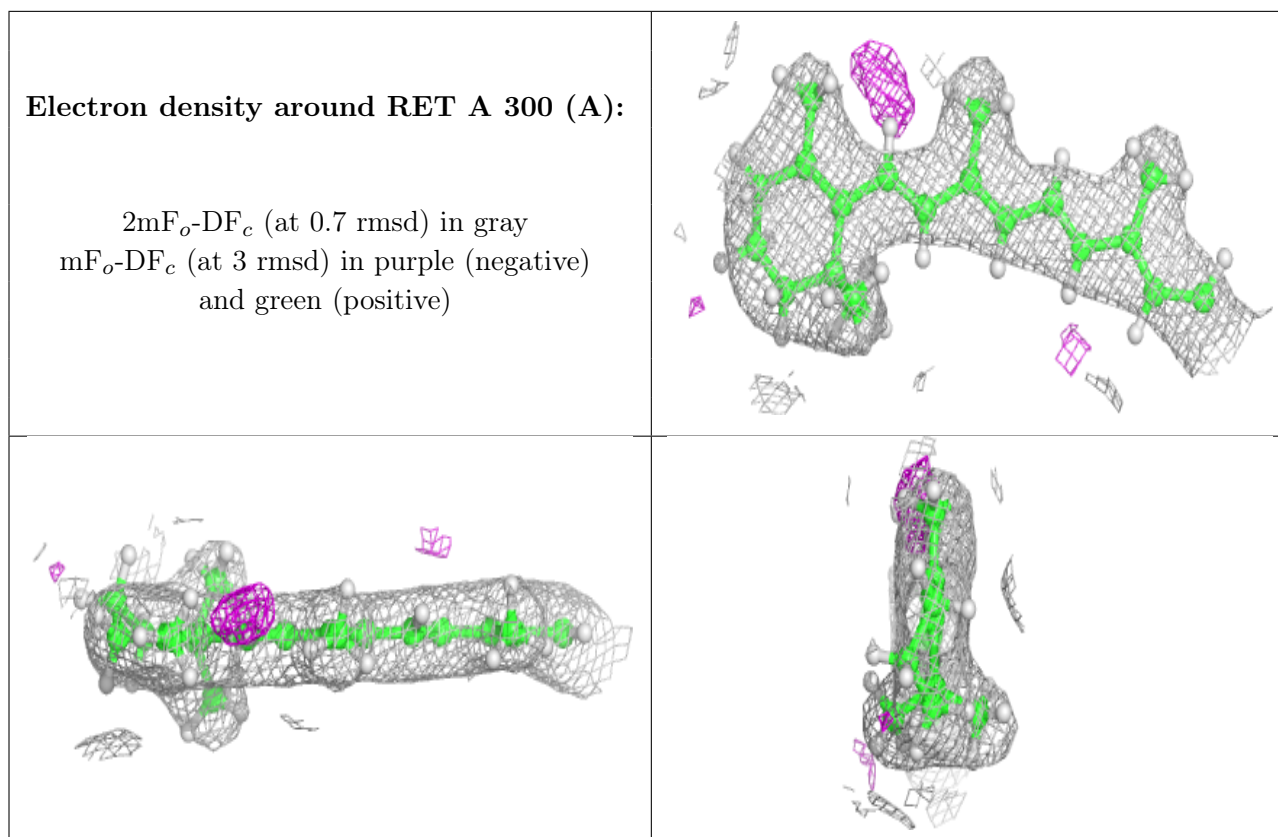 Electron density around RET A 300 (A):
2mFo-DFc (at 0.7 rmsd) in gray
mFo-DFc (at 3 rmsd) in purple (negative)
and green (positive)